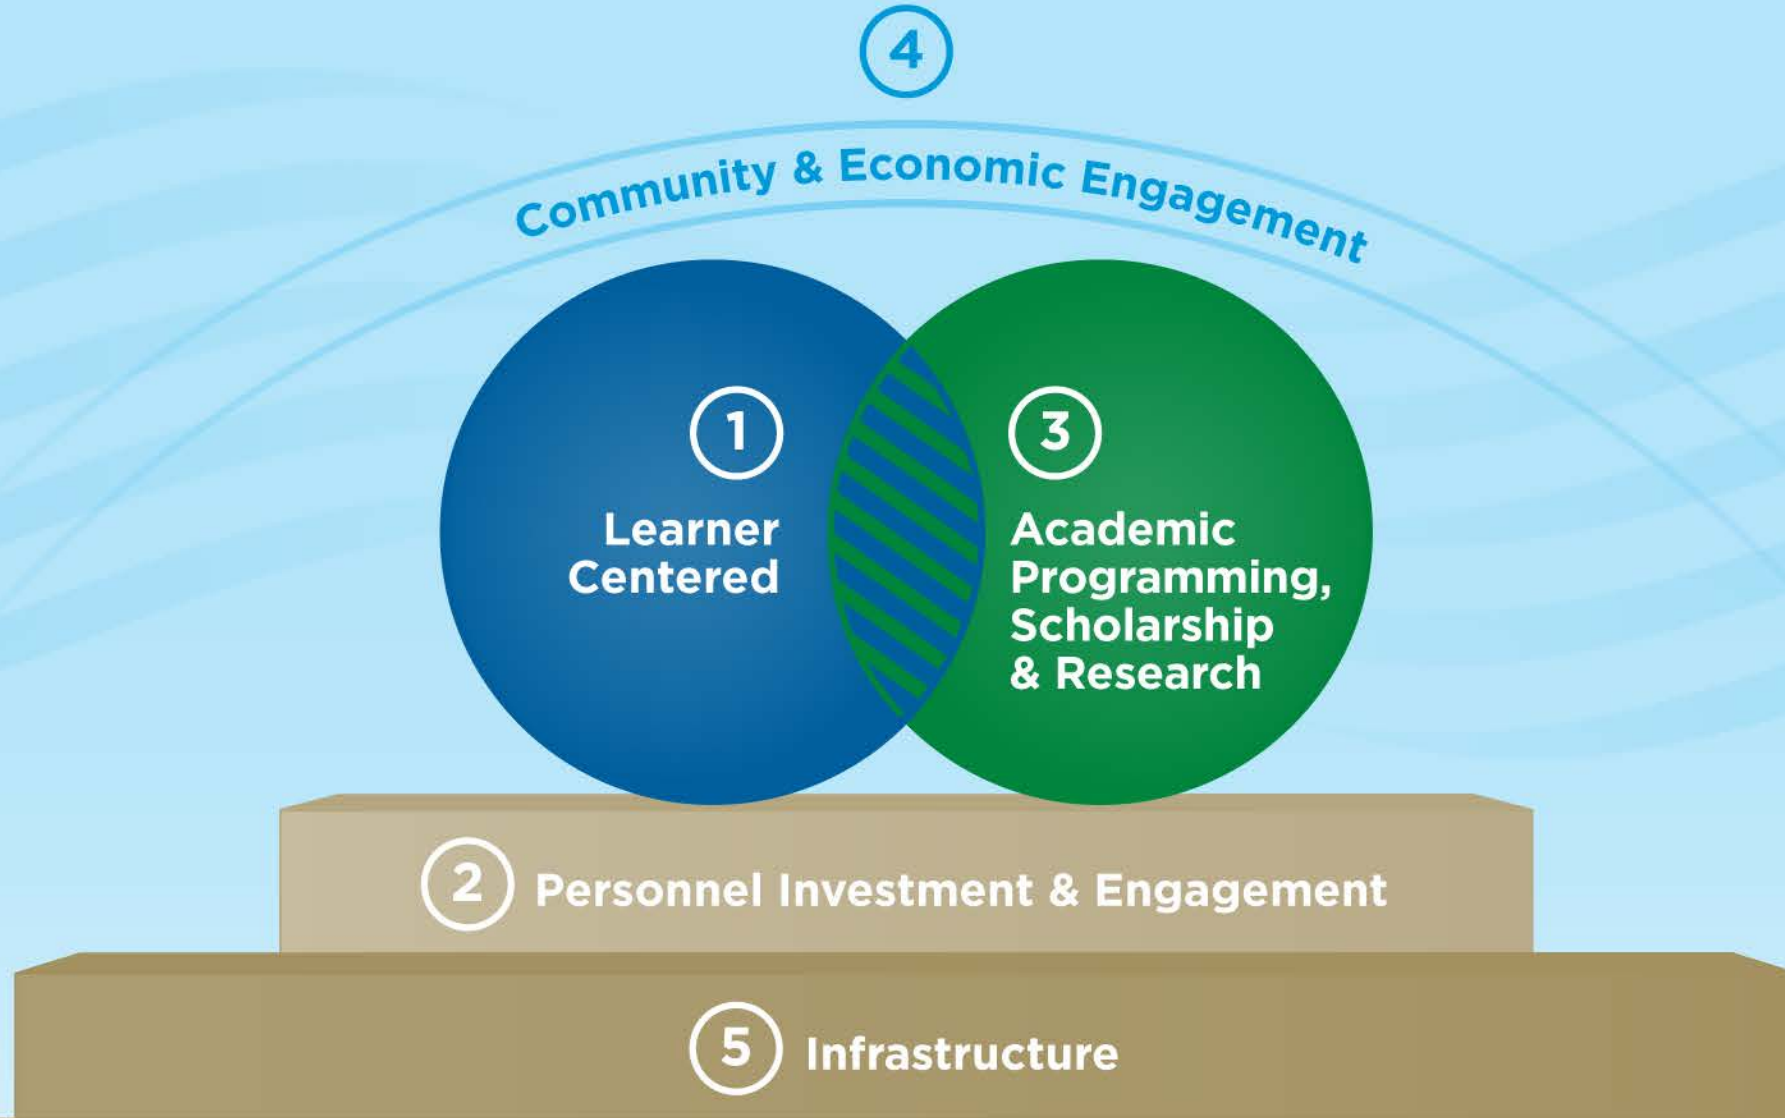 4
Community & Economic Engagement
1
Learner
Centered
3
Academic
Programming,
Scholarship
& Research
2 Personnel Investment & Engagement
5 Infrastructure